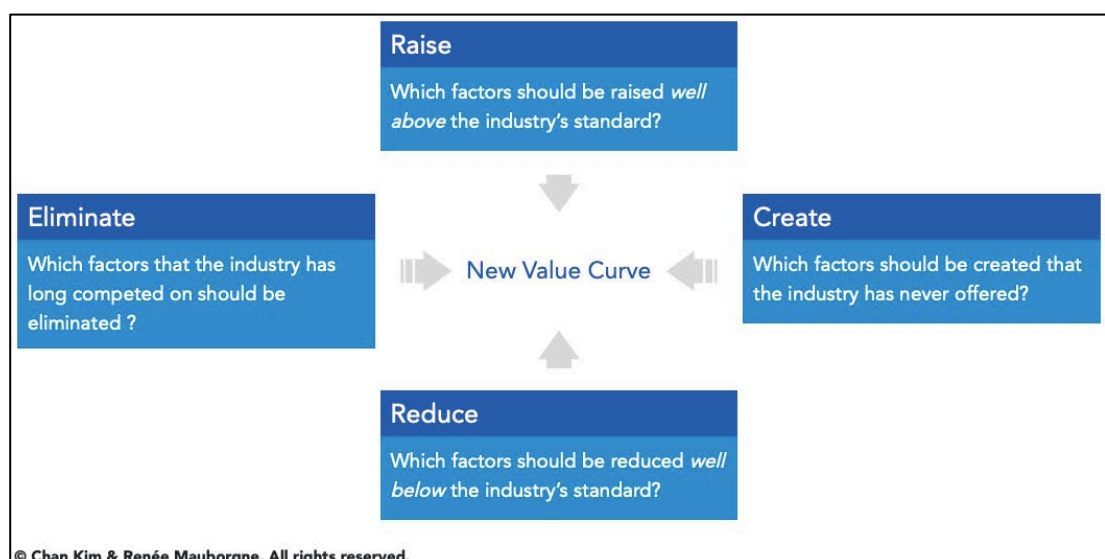 Raise
Which factors should be raised well
above the industry's standard?
Eliminate
Which factors that the industry has
long competed on should be
eliminated ?
New Value Curve
Create
Which factors should be created that
the industry has never offered?
Reduce
Which factors should be reduced well
below the industry's standard?
© Chan Kim & Renée Mauborgne. All rights reserved.